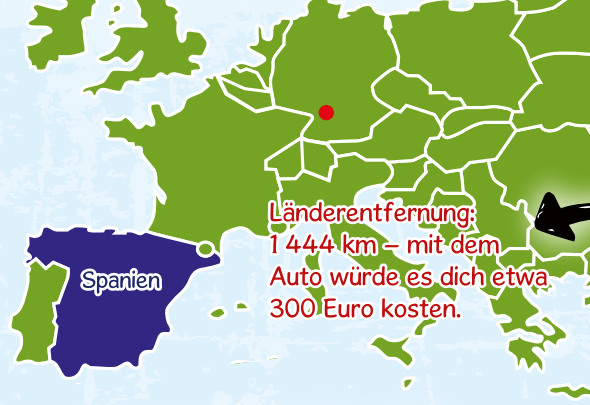 Länderentfernung:
1 444 km – mit dem
Auto würde es dich etwa
300 Euro kosten.
Spanien